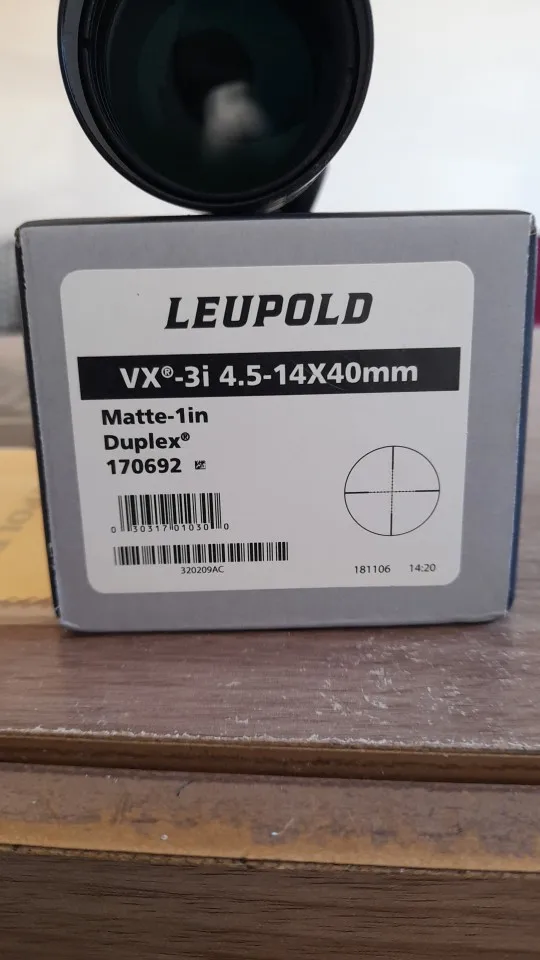 LEUPOLD
VX®-3i 4.5-14X40mm
Matte-1in
Duplex®
170692
0 30317 01030 0
320209AC
181106 14:20